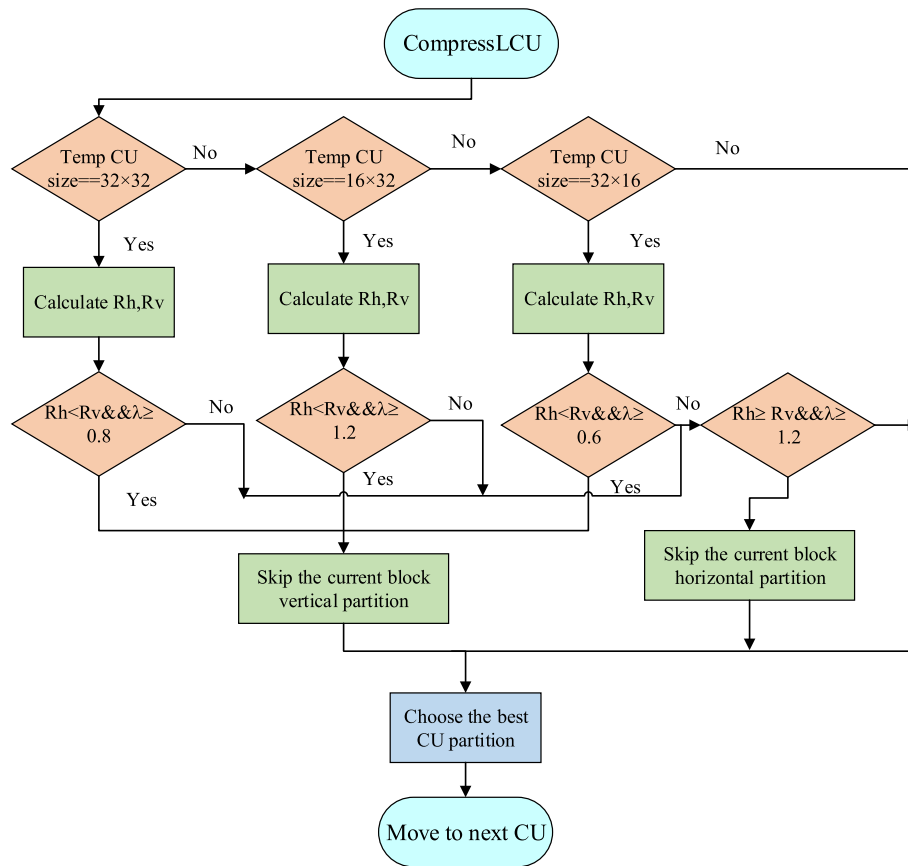 CompressLCU
Temp CU
size==32×32
No
Temp CU
size==16×32
No
Temp CU
size==32×16
No
Yes
Yes
Yes
Calculate Rh,Rv
Calculate Rh,Rv
Calculate Rh,Rv
Rh<Rv&&λ≥
0.8
No
Rh<Rv&&λ≥
1.2
No
Rh<Rv&&λ≥
0.6
No
Rh≥ Rv&&λ≥
1.2
Yes
Yes
Yes
Skip the current block
vertical partition
Skip the current block
horizontal partition
Choose the best
CU partition
Move to next CU